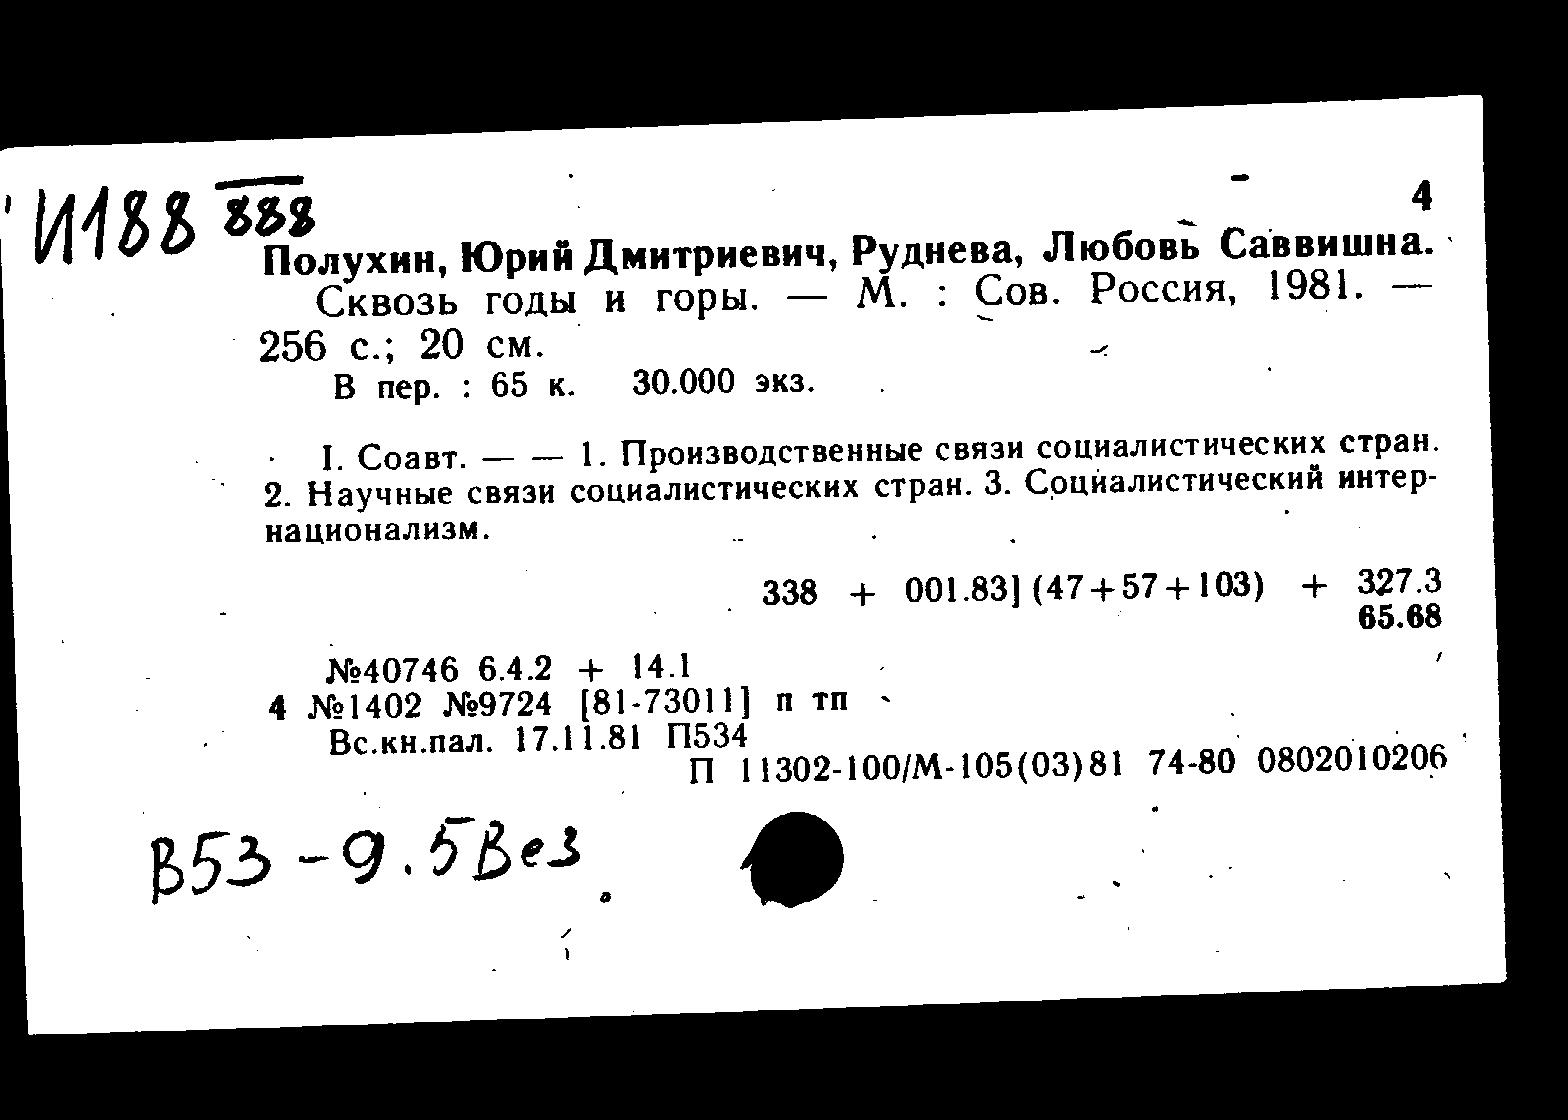 4
И188 888
Полухин, Юрий Дмитриевич, Руднева, Любовь Саввишна.
Сквозь годы и горы. — М. : Сов. Россия, 1981. —
256 с.; 20 см.
В пер. : 65 к. 30.000 экз.
I. Соавт. — — 1. Производственные связи социалистических стран.
2. Научные связи социалистических стран. 3. Социалистический интер-
национализм.
338 + 001.83] (47+57+103) + 327.3
65.68
№40746 6.4.2 + 14.1
4 №1402 №9724 [81-73011] п тп
Вс.кн.пал. 17.11.81 П534
П 11302-100/М-105(03)81 74-80 0802010206
В53-9.5Вез